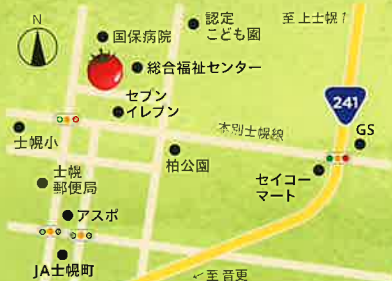 N
認定
こども園
至 上士幌↑
国保病院
総合福祉センター
セブン
イレブン
241
本別士幌線
GS
士幌小
柏公園
士幌
郵便局
セイコー
マート
アスポ
JA士幌町
←至 音更